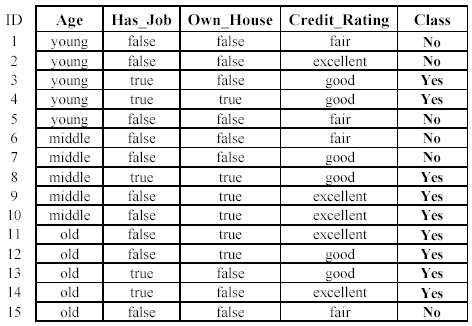 ID Age Has_Job Own_House Credit_Rating Class
1 young false false fair No
2 young false false excellent No
3 young true false good Yes
4 young true true good Yes
5 young false false fair No
6 middle false false fair No
7 middle false false good No
8 middle true true good Yes
9 middle false true excellent Yes
10 middle false true excellent Yes
11 old false true excellent Yes
12 old false true good Yes
13 old true false good Yes
14 old true false excellent Yes
15 old false false fair No